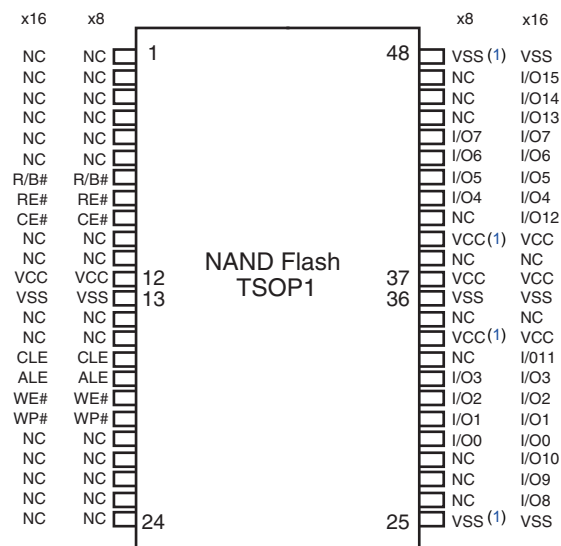 x16 x8 x8 x16
NC NC 1 48 VSS (1) VSS
NC NC NC I/O15
NC NC NC I/O14
NC NC NC I/O13
NC NC I/O7 I/O7
NC NC I/O6 I/O6
R/B# R/B# I/O5 I/O5
RE# RE# I/O4 I/O4
CE# CE# NC I/O12
NC NC VCC(1) VCC
NC NC NC NC
VCC VCC 12 NAND Flash 37 VCC VCC
VSS VSS 13 TSOP1 36 VSS VSS
NC NC NC NC
NC NC VCC(1) VCC
CLE CLE NC I/011
ALE ALE I/O3 I/O3
WE# WE# I/O2 I/O2
WP# WP# I/O1 I/O1
NC NC I/O0 I/O0
NC NC NC I/O10
NC NC NC I/O9
NC NC NC I/O8
NC NC 24 25 VSS (1) VSS